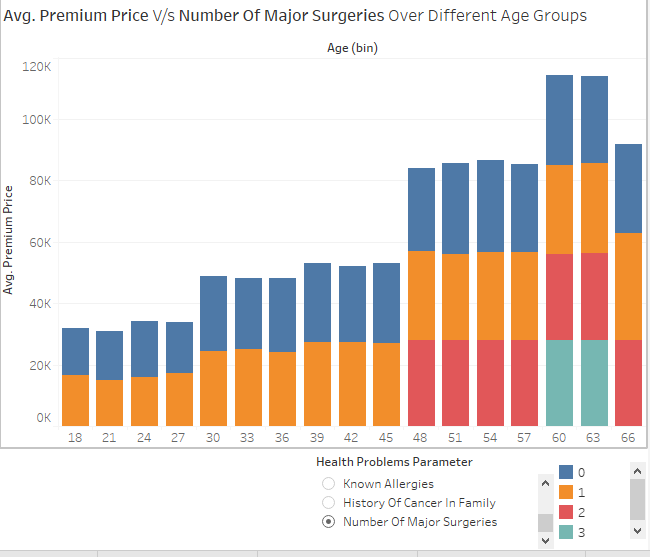 Avg. Premium Price V/s Number Of Major Surgeries Over Different Age Groups
Age (bin)
120K
100K
80K
60K
40K
20K
0K
Avg. Premium Price
18 21 24 27 30 33 36 39 42 45 48 51 54 57 60 63 66
Health Problems Parameter
Known Allergies
History Of Cancer In Family
Number Of Major Surgeries
0
1
2
3